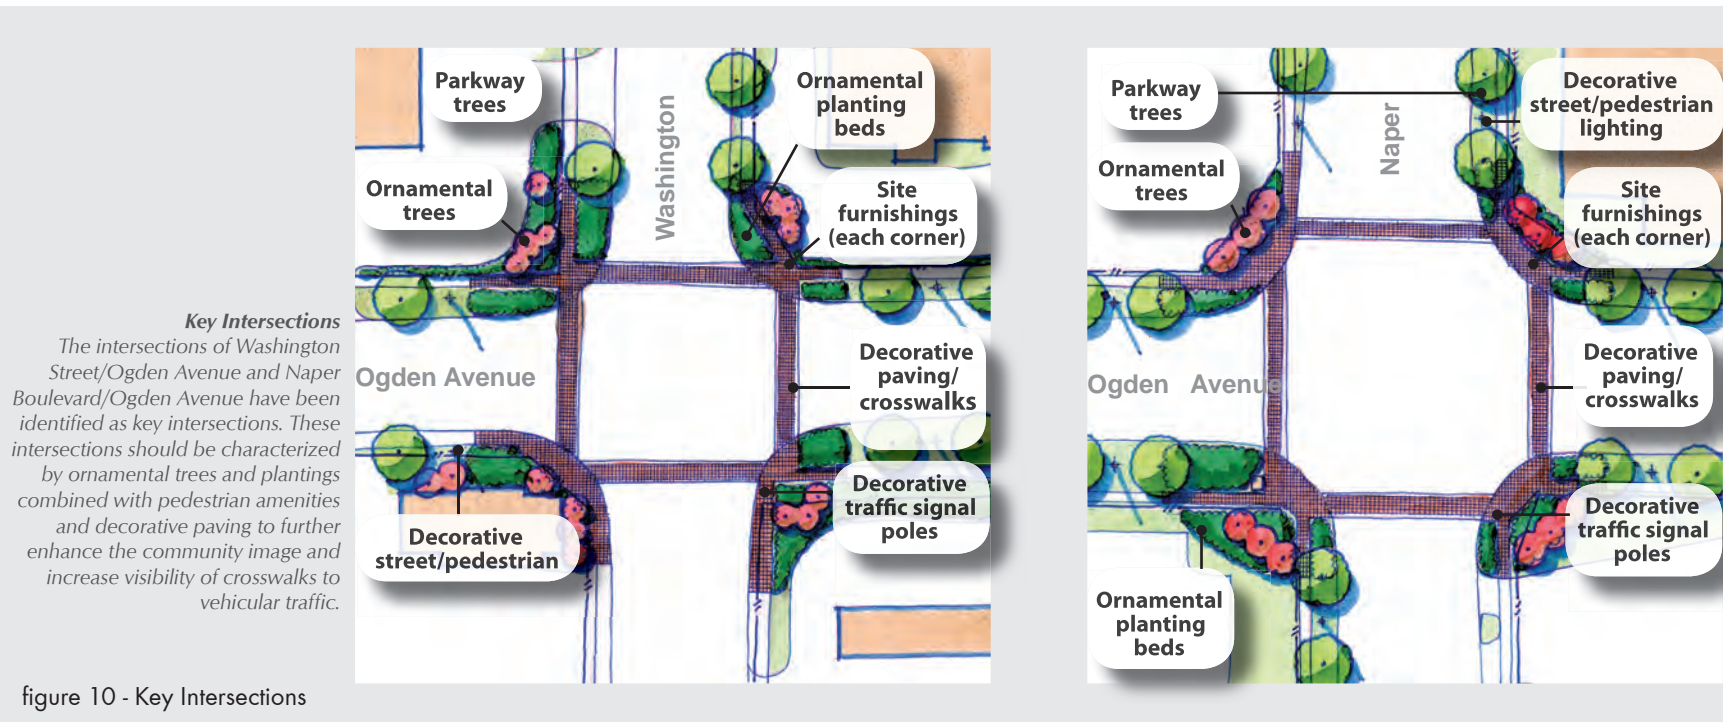 Key Intersections
The intersections of Washington
Street/Ogden Avenue and Naper
Boulevard/Ogden Avenue have been
identified as key intersections. These
intersections should be characterized
by ornamental trees and plantings
combined with pedestrian amenities
and decorative paving to further
enhance the community image and
increase visibility of crosswalks to
vehicular traffic.
figure 10 - Key Intersections
Parkway
trees
Ornamental
trees
Washington
Ornamental
planting
beds
Site
furnishings
(each corner)
Ogden Avenue
Decorative
paving/
crosswalks
Decorative
traffic signal
poles
Decorative
street/pedestrian
Parkway
trees
Ornamental
trees
Naper
Decorative
street/pedestrian
lighting
Site
furnishings
(each corner)
Ogden Avenue
Decorative
paving/
crosswalks
Decorative
traffic signal
poles
Ornamental
planting
beds